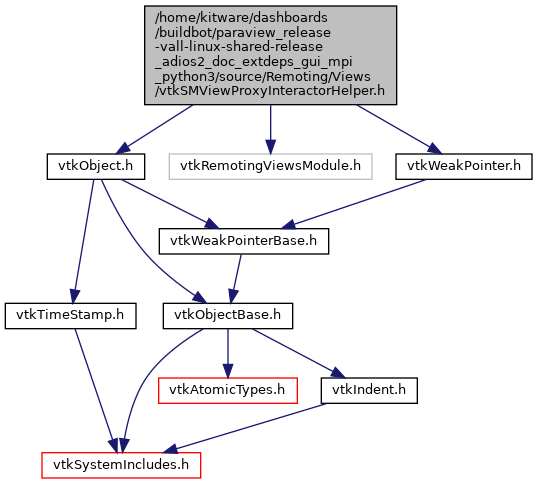 /home/kitware/dashboards
/buildbot/paraview_release
-vall-linux-shared-release
_adios2_doc_extdeps_gui_mpi
_python3/source/Remoting/Views
/vtkSMViewProxyInteractorHelper.h
vtkObject.h
vtkRemotingViewsModule.h
vtkWeakPointer.h
vtkWeakPointerBase.h
vtkTimeStamp.h
vtkObjectBase.h
vtkAtomicTypes.h
vtkIndent.h
vtkSystemIncludes.h